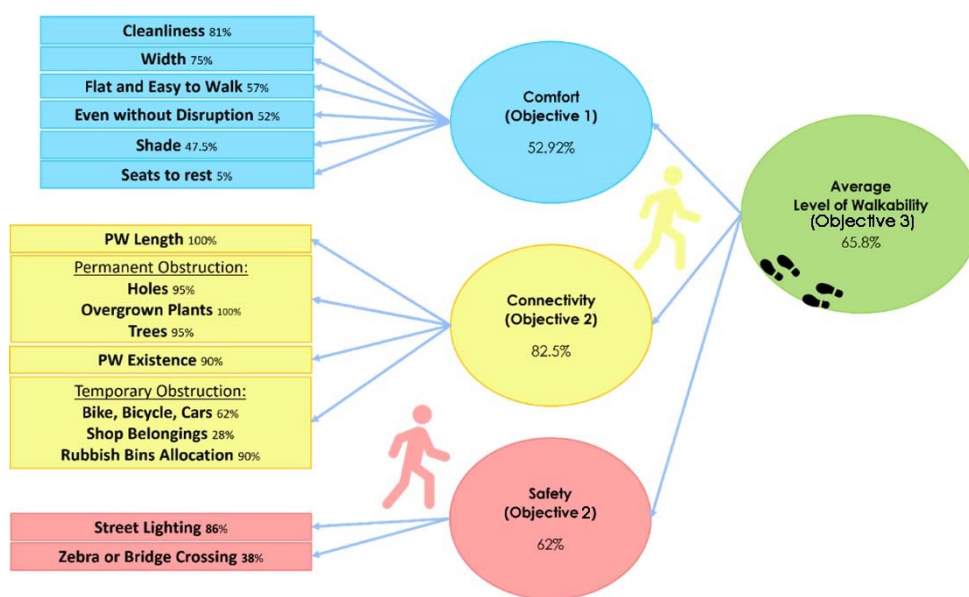 Cleanliness 81%
Width 75%
Flat and Easy to Walk 57%
Even without Disruption 52%
Shade 47.5%
Seats to rest 5%
Comfort
(Objective 1)
52.92%
PW Length 100%
Permanent Obstruction:
Holes 95%
Overgrown Plants 100%
Trees 95%
PW Existence 90%
Temporary Obstruction:
Bike, Bicycle, Cars 62%
Shop Belongings 28%
Rubbish Bins Allocation 90%
Connectivity
(Objective 2)
82.5%
Street Lighting 86%
Zebra or Bridge Crossing 38%
Safety
(Objective 2)
62%
Average
Level of Walkability
(Objective 3)
65.8%